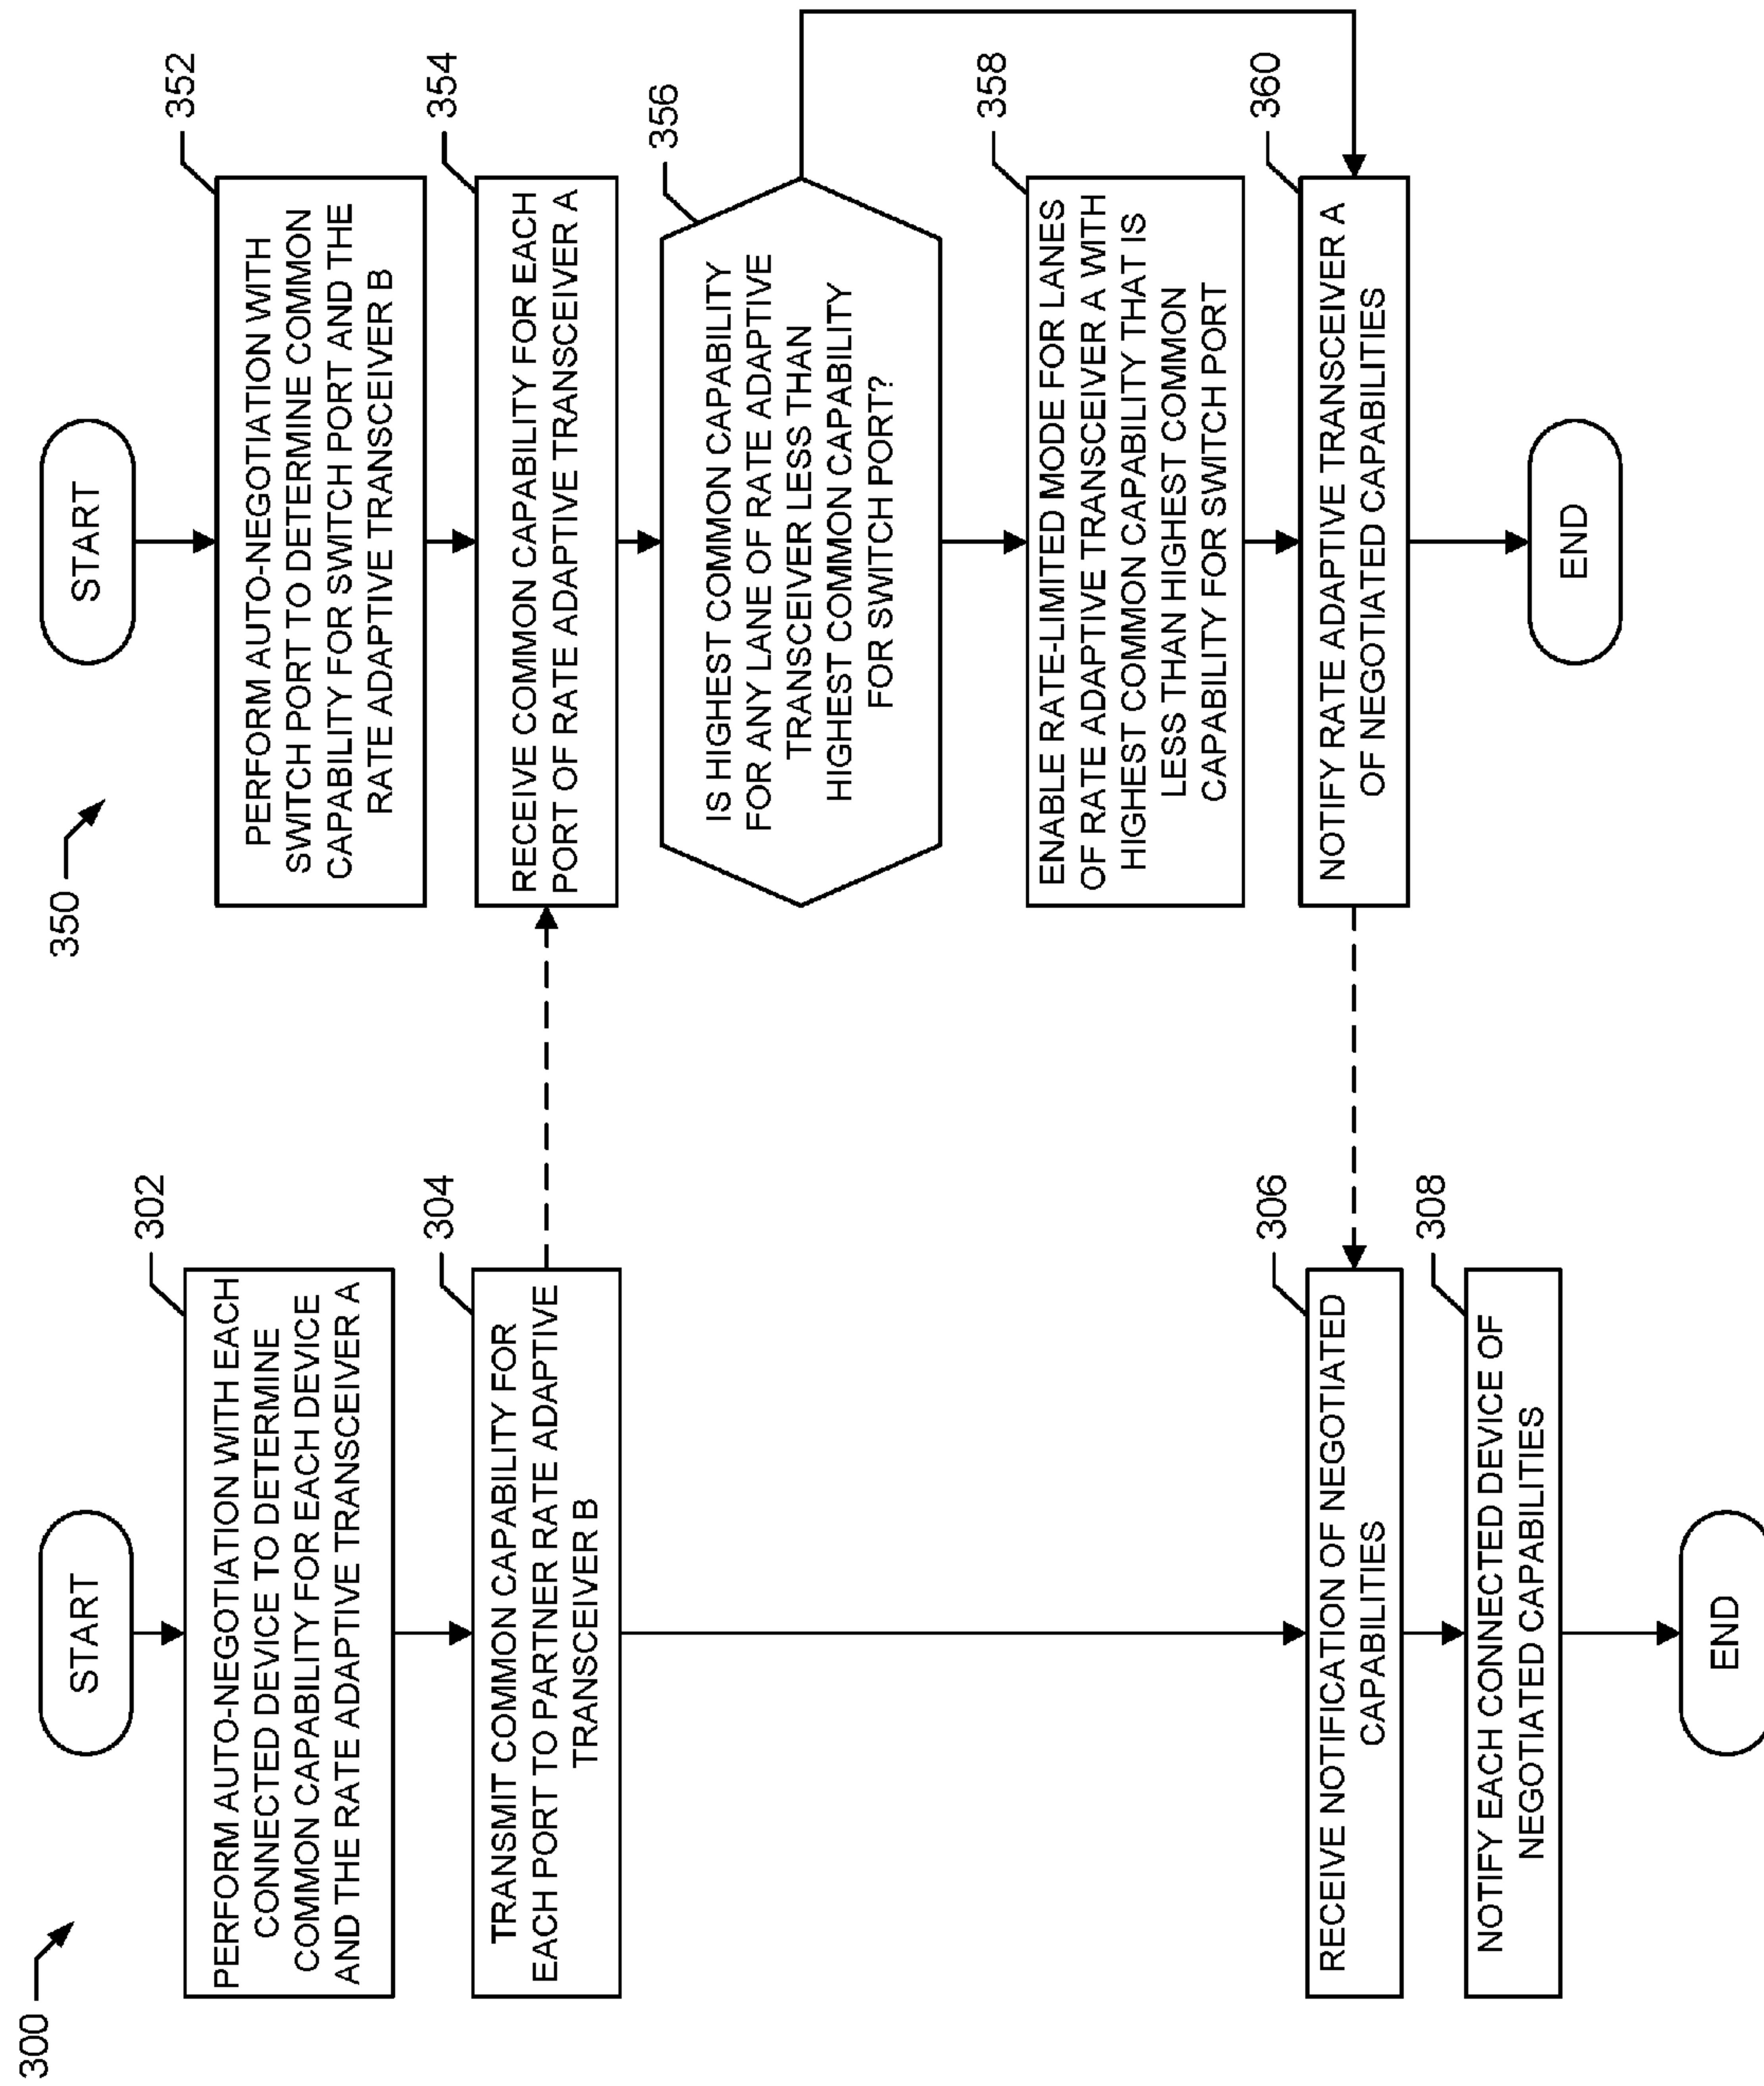 300
START
302
PERFORM AUTO-NEGOTIATION WITH EACH
CONNECTED DEVICE TO DETERMINE
COMMON CAPABILITY FOR EACH DEVICE
AND THE RATE ADAPTIVE TRANSCEIVER A
304
TRANSMIT COMMON CAPABILITY FOR
EACH PORT TO PARTNER RATE ADAPTIVE
TRANSCEIVER B
306
RECEIVE NOTIFICATION OF NEGOTIATED
CAPABILITIES
308
NOTIFY EACH CONNECTED DEVICE OF
NEGOTIATED CAPABILITIES
END
350
START
352
PERFORM AUTO-NEGOTIATION WITH
SWITCH PORT TO DETERMINE COMMON
CAPABILITY FOR SWITCH PORT AND THE
RATE ADAPTIVE TRANSCEIVER B
354
RECEIVE COMMON CAPABILITY FOR EACH
PORT OF RATE ADAPTIVE TRANSCEIVER A
356
IS HIGHEST COMMON CAPABILITY
FOR ANY LANE OF RATE ADAPTIVE
TRANSCEIVER LESS THAN
HIGHEST COMMON CAPABILITY
FOR SWITCH PORT?
358
ENABLE RATE-LIMITED MODE FOR LANES
OF RATE ADAPTIVE TRANSCEIVER A WITH
HIGHEST COMMON CAPABILITY THAT IS
LESS THAN HIGHEST COMMON
CAPABILITY FOR SWITCH PORT
360
NOTIFY RATE ADAPTIVE TRANSCEIVER A
OF NEGOTIATED CAPABILITIES
END